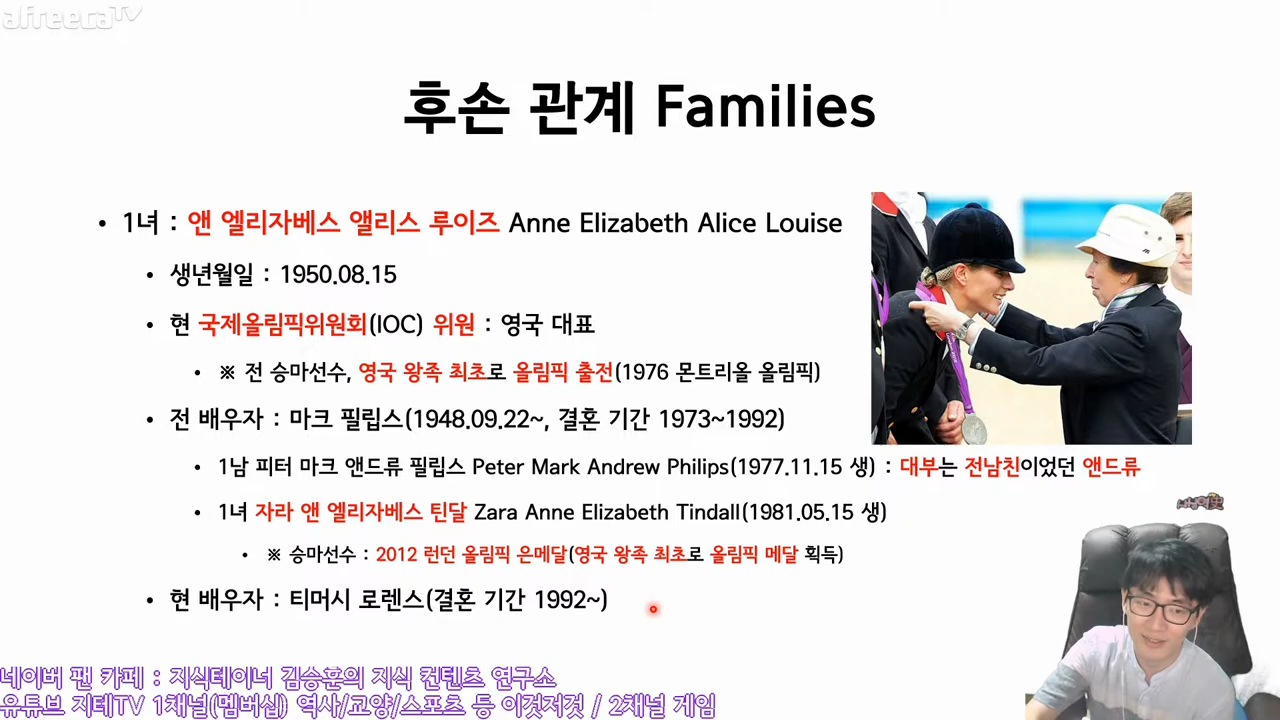 afreecaTV
후손 관계 Families
• 1녀 : 앤 엘리자베스 앨리스 루이즈 Anne Elizabeth Alice Louise
• 생년월일 : 1950.08.15
• 현 국제올림픽위원회(IOC) 위원 : 영국 대표
• ※ 전 승마선수, 영국 왕족 최초로 올림픽 출전(1976 몬트리올 올림픽)
• 전 배우자 : 마크 필립스(1948.09.22~, 결혼 기간 1973~1992)
• 1남 피터 마크 앤드류 필립스 Peter Mark Andrew Philips(1977.11.15 생) : 대부는 전남친이었던 앤드류
• 1녀 자라 앤 엘리자베스 틴달 Zara Anne Elizabeth Tindall(1981.05.15 생)
• ※ 승마선수 : 2012 런던 올림픽 은메달(영국 왕족 최초로 올림픽 메달 획득)
• 현 배우자 : 티머시 로렌스(결혼 기간 1992~)
네이버 팬 카페 : 지식테이너 김승훈의 지식 컨텐츠 연구소
유튜브 지테TV 1채널(멤버십) 역사/교양/스포츠 등 이것저것 / 2채널 게임